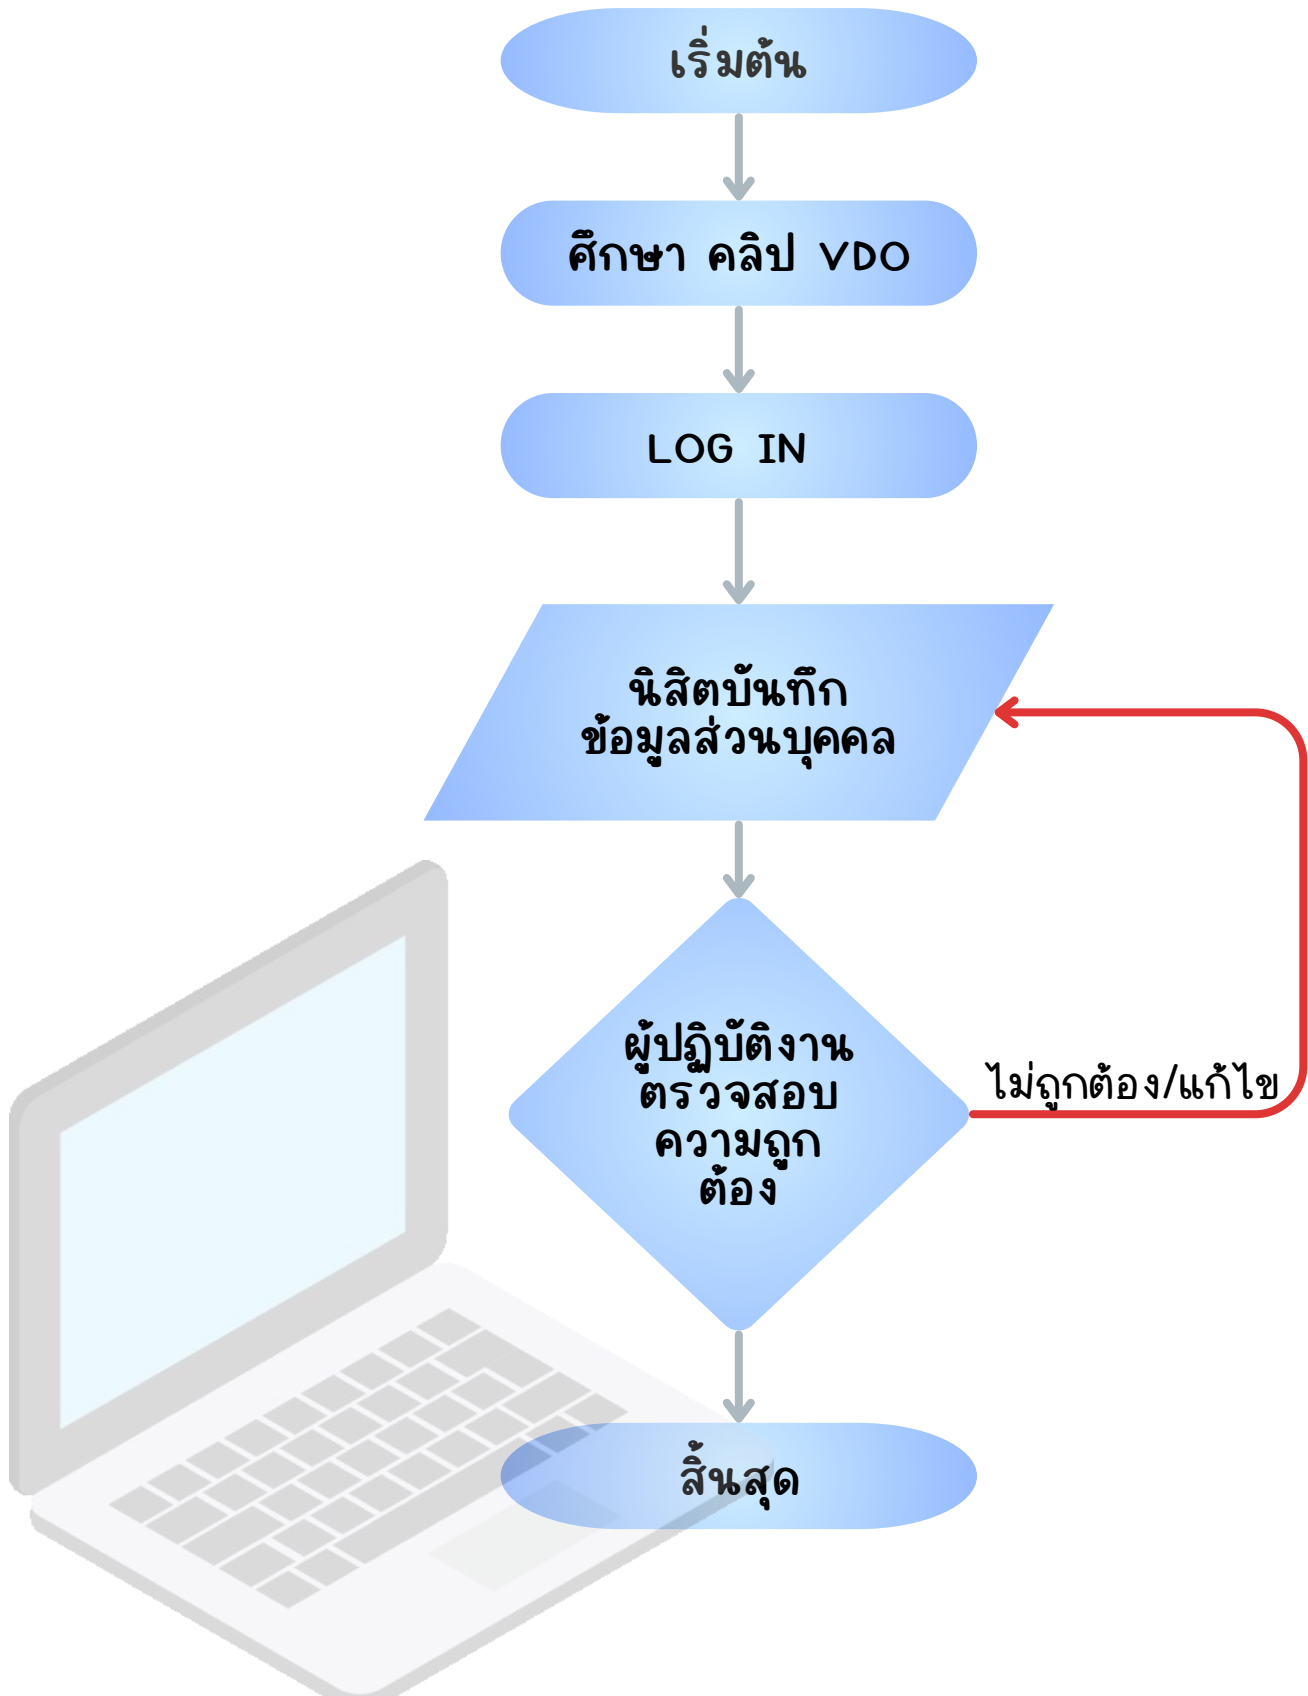 เริ่มต้น
ศึกษา คลิป VDO
LOG IN
นิสิตบันทึก
ข้อมูลส่วนบุคคล
ผู้ปฏิบัติงาน
ตรวจสอบ
ความถูก
ต้อง
ไม่ถูกต้อง/แก้ไข
สิ้นสุด